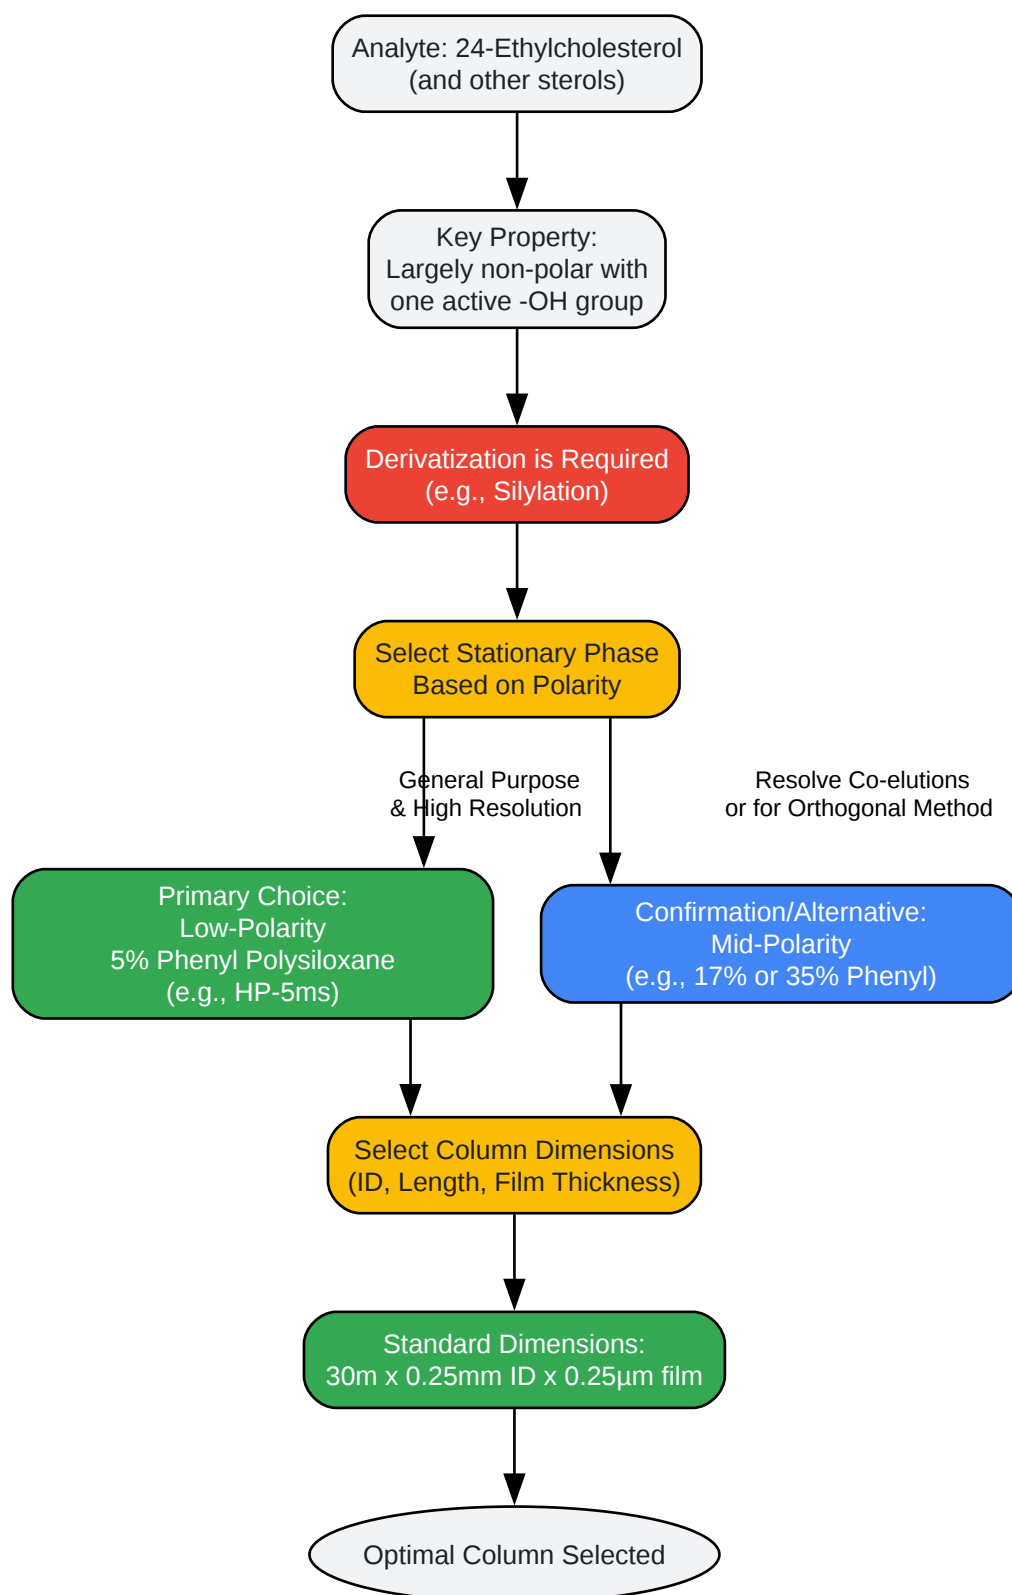 Analyte: 24-Ethylcholesterol
(and other sterols)
Key Property:
Largely non-polar with
one active -OH group
Derivatization is Required
(e.g., Silylation)
Select Stationary Phase
Based on Polarity
General Purpose
& High Resolution
Resolve Co-elutions
or for Orthogonal Method
Primary Choice:
Low-Polarity
5% Phenyl Polysiloxane
(e.g., HP-5ms)
Confirmation/Alternative:
Mid-Polarity
(e.g., 17% or 35% Phenyl)
Select Column Dimensions
(ID, Length, Film Thickness)
Standard Dimensions:
30m x 0.25mm ID x 0.25µm film
Optimal Column Selected